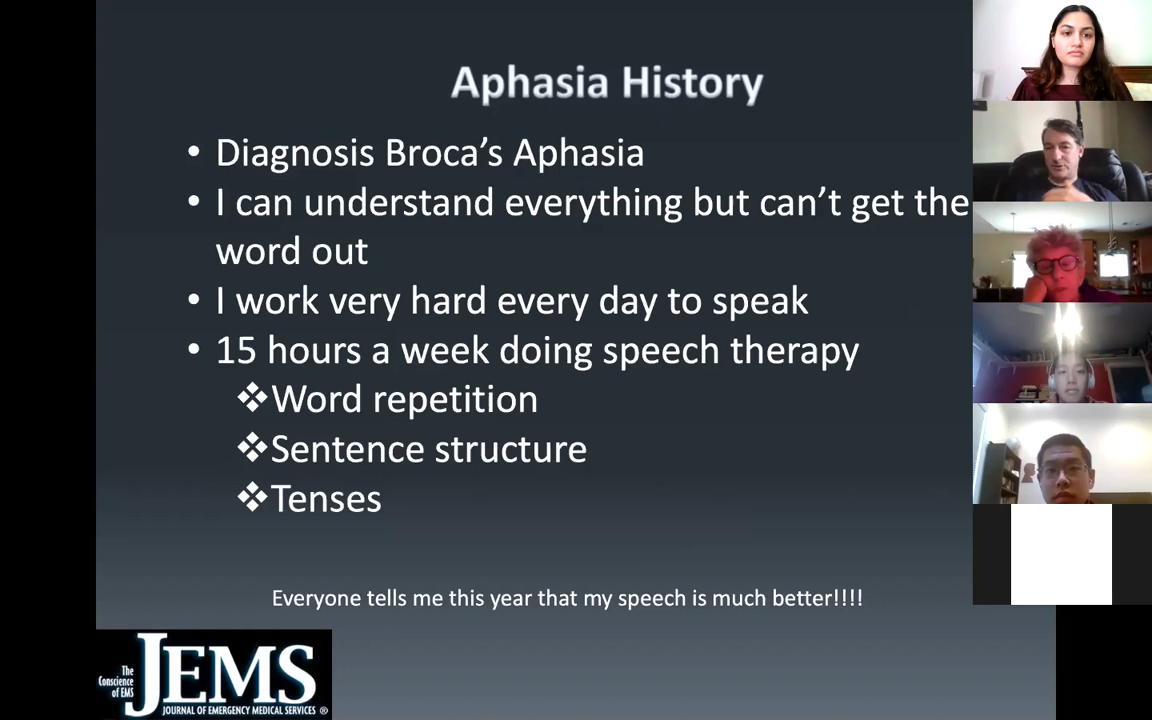 Aphasia History
• Diagnosis Broca’s Aphasia
• I can understand everything but can’t get the
word out
• I work very hard every day to speak
• 15 hours a week doing speech therapy
❖Word repetition
❖Sentence structure
❖Tenses
Everyone tells me this year that my speech is much better!!!!
The
Conscience
of EMS
JEMS
JOURNAL OF EMERGENCY MEDICAL SERVICES ®